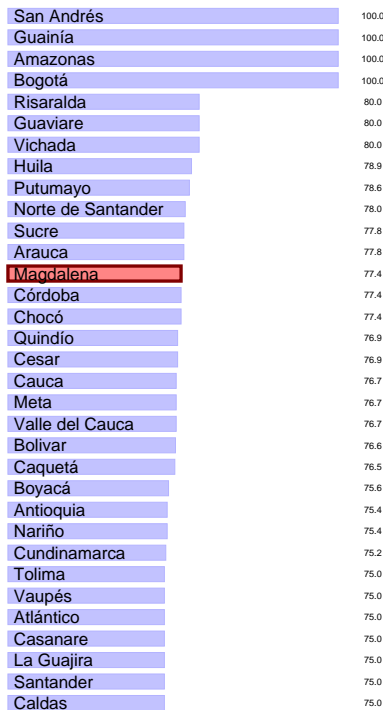 San Andrés 100.0
Guainía 100.0
Amazonas 100.0
Bogotá 100.0
Risaralda 80.0
Guaviare 80.0
Vichada 80.0
Huila 78.9
Putumayo 78.6
Norte de Santander 78.0
Sucre 77.8
Arauca 77.8
Magdalena 77.4
Córdoba 77.4
Chocó 77.4
Quindío 76.9
Cesar 76.9
Cauca 76.7
Meta 76.7
Valle del Cauca 76.7
Bolivar 76.6
Caquetá 76.5
Boyacá 75.6
Antioquia 75.4
Nariño 75.4
Cundinamarca 75.2
Tolima 75.0
Vaupés 75.0
Atlántico 75.0
Casanare 75.0
La Guajira 75.0
Santander 75.0
Caldas 75.0